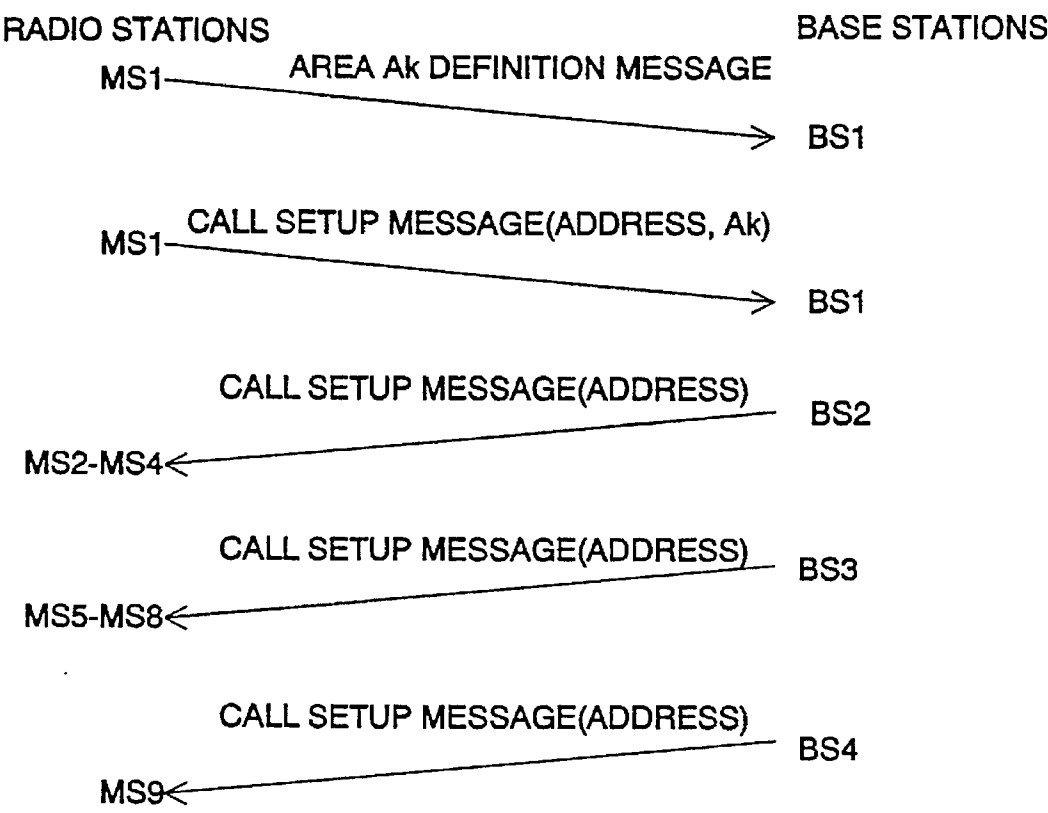 RADIO STATIONS
BASE STATIONS
AREA Ak DEFINITION MESSAGE
MS1
BS1
CALL SETUP MESSAGE(ADDRESS, Ak)
MS1
BS1
CALL SETUP MESSAGE(ADDRESS)
BS2
MS2-MS4
CALL SETUP MESSAGE(ADDRESS)
BS3
MS5-MS8
CALL SETUP MESSAGE(ADDRESS)
BS4
MS9